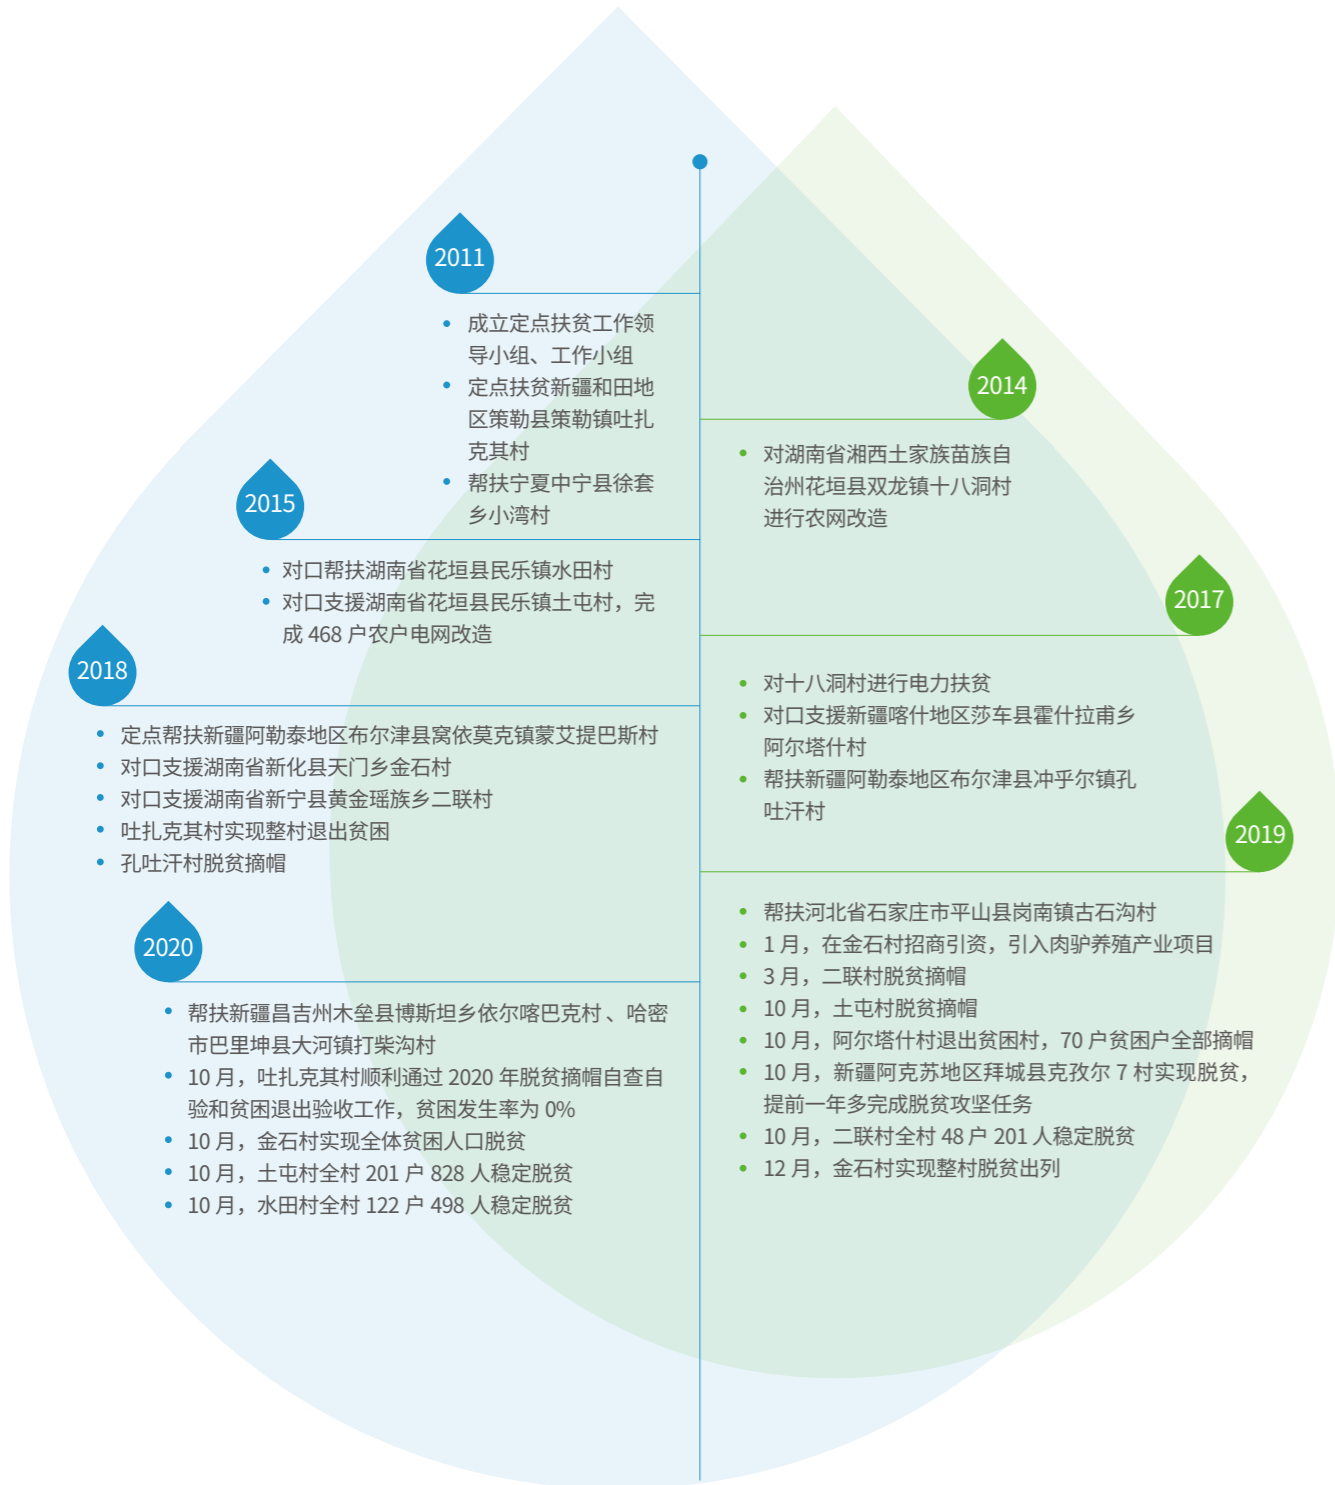 2011
成立定点扶贫工作领
导小组、工作小组
定点扶贫新疆和田地
区策勒县策勒镇吐扎
克其村
帮扶宁夏中宁县徐套
乡小湾村
2014
对湖南省湘西土家族苗族自
治州花垣县双龙镇十八洞村
进行农网改造
2015
对口帮扶湖南省花垣县民乐镇水田村
对口支援湖南省花垣县民乐镇土屯村，完
成 468 户农户电网改造
2017
对十八洞村进行电力扶贫
对口支援新疆喀什地区莎车县霍什拉甫乡
阿尔塔什村
帮扶新疆阿勒泰地区布尔津县冲乎尔镇孔
吐汗村
2018
定点帮扶新疆阿勒泰地区布尔津县窝依莫克镇蒙艾提巴斯村
对口支援湖南省新化县天门乡金石村
对口支援湖南省新宁县黄金瑶族乡二联村
吐扎克其村实现整村退出贫困
孔吐汗村脱贫摘帽
2019
帮扶河北省石家庄市平山县岗南镇古石沟村
1 月，在金石村招商引资，引入肉驴养殖产业项目
3 月，二联村脱贫摘帽
10 月，土屯村脱贫摘帽
10 月，阿尔塔什村退出贫困村，70 户贫困户全部摘帽
10 月，新疆阿克苏地区拜城县克孜尔 7 村实现脱贫，
提前一年多完成脱贫攻坚任务
10 月，二联村全村 48 户 201 人稳定脱贫
12 月，金石村实现整村脱贫出列
2020
帮扶新疆昌吉州木垒县博斯坦乡依尔喀巴克村 、哈密
市巴里坤县大河镇打柴沟村
10 月，吐扎克其村顺利通过 2020 年脱贫摘帽自查自
验和贫困退出验收工作，贫困发生率为 0%
10 月，金石村实现全体贫困人口脱贫
10 月，土屯村全村 201 户 828 人稳定脱贫
10 月，水田村全村 122 户 498 人稳定脱贫